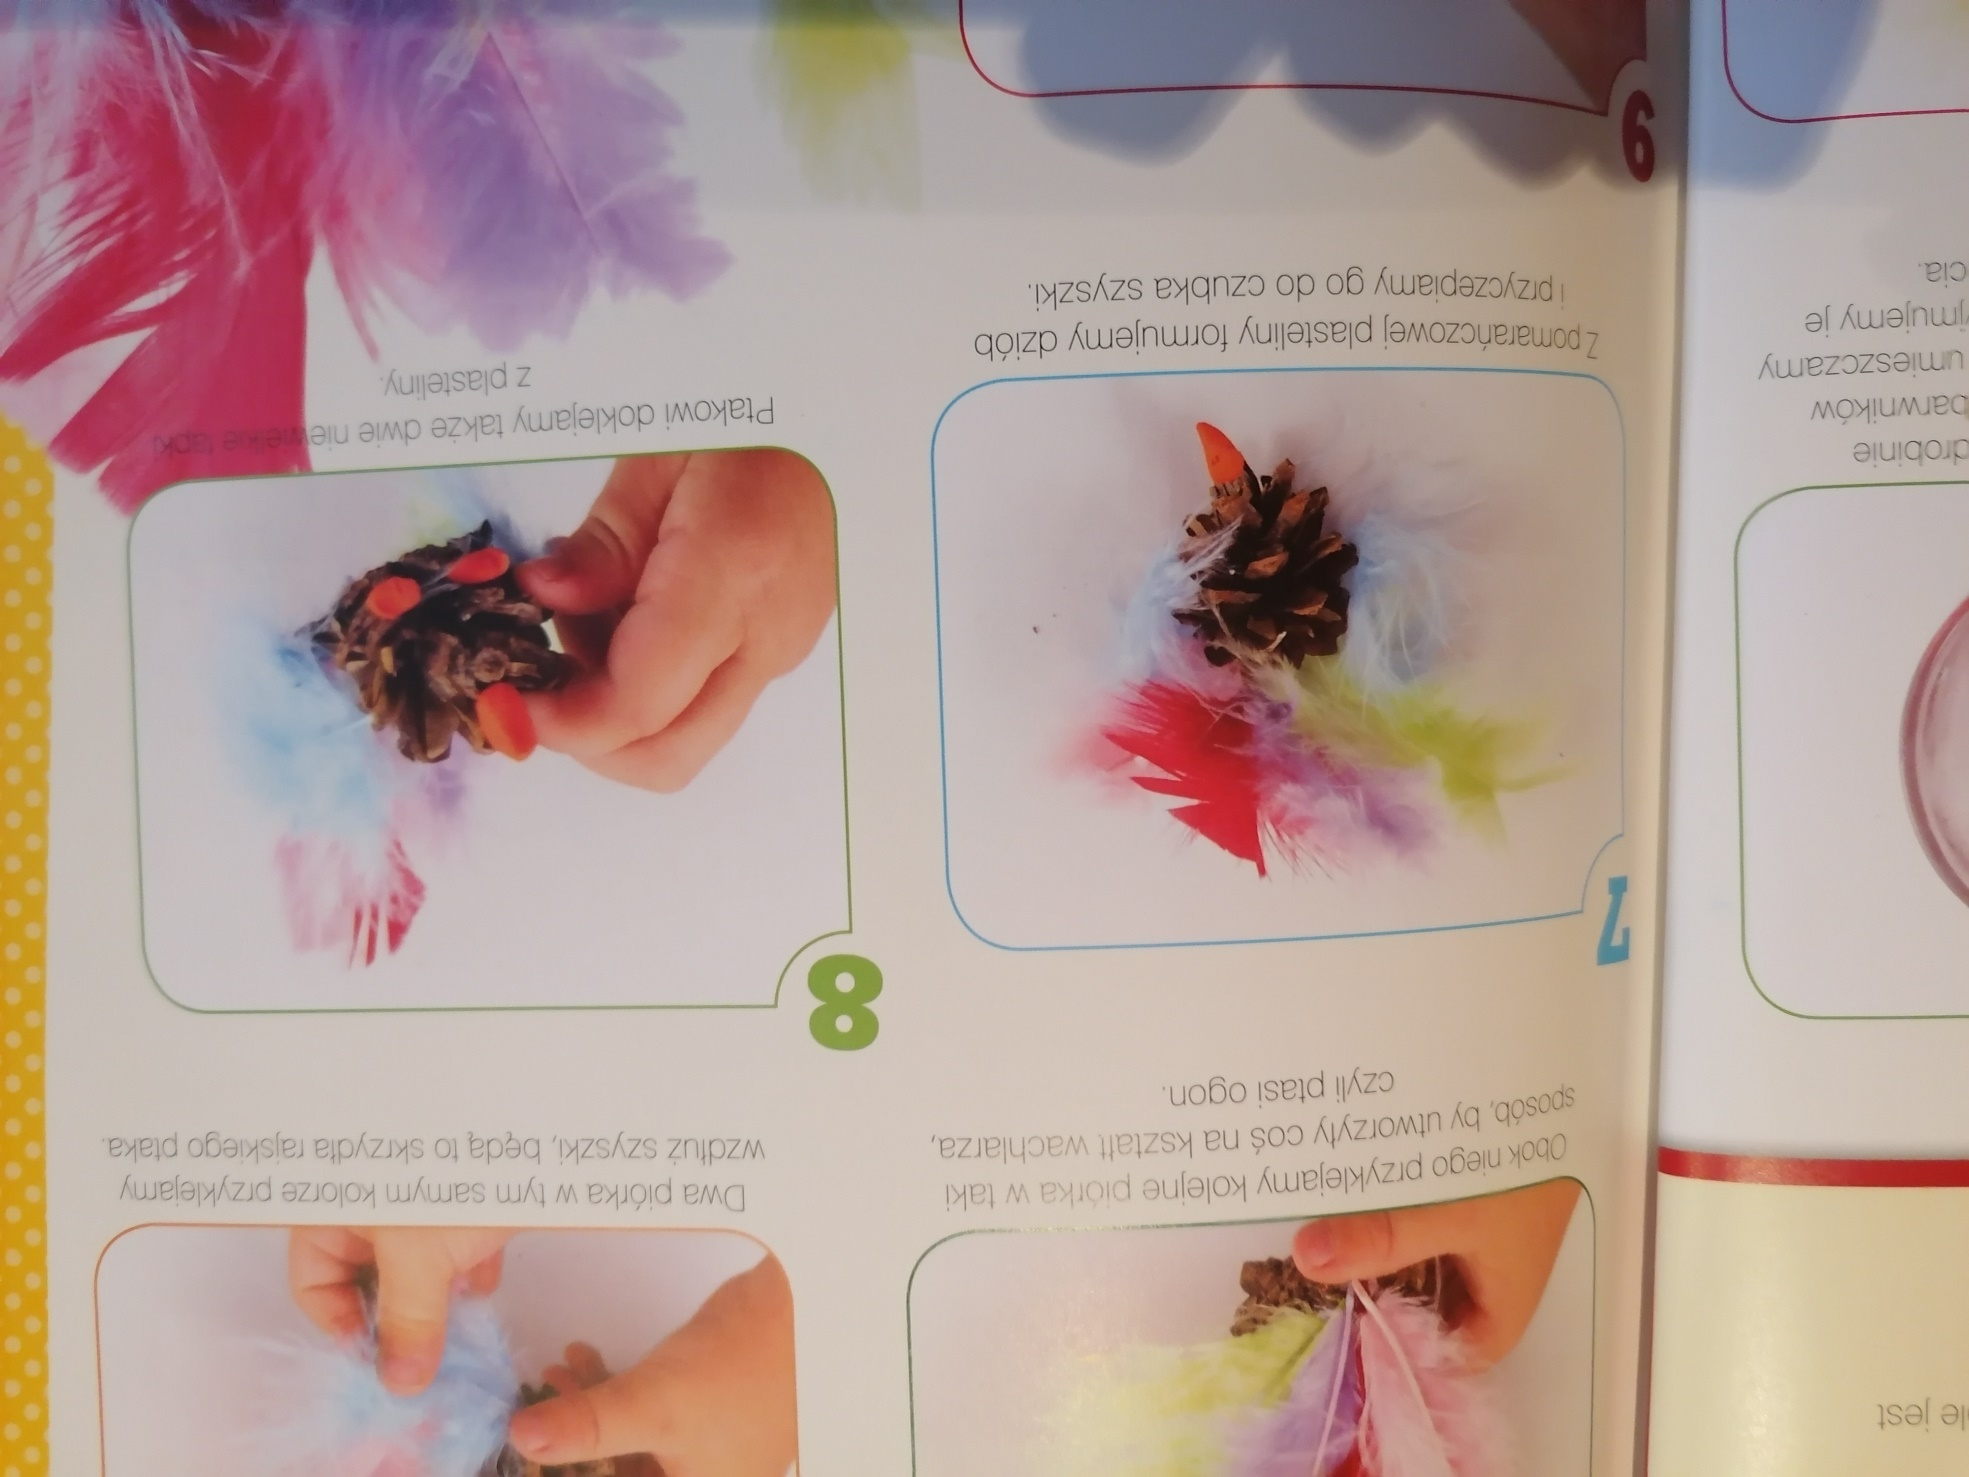 Obok niego przyklejamy kolejne piórka w taki
sposób, by utworzyły coś na kształt wachlarza,
czyli ptasi ogon.
Dwa piórka w tym samym kolorze przyklejamy
wzdłuż szyszki, będą to skrzydła rajskiego ptaka.
7
Z pomarańczowej plasteliny formujemy dziób
i przyczepiamy go do czubka szyszki.
8
Ptakowi doklejamy także dwie niewielkie łapki
z plasteliny.
9
jest
drobinie
barwników
umieszczamy
jmujemy je
cia.